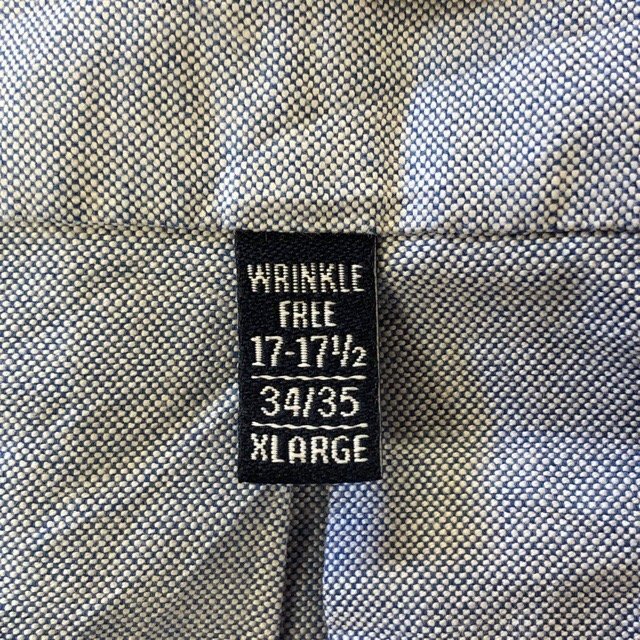 WRINKLE
FREE
17-17½
34/35
XLARGE